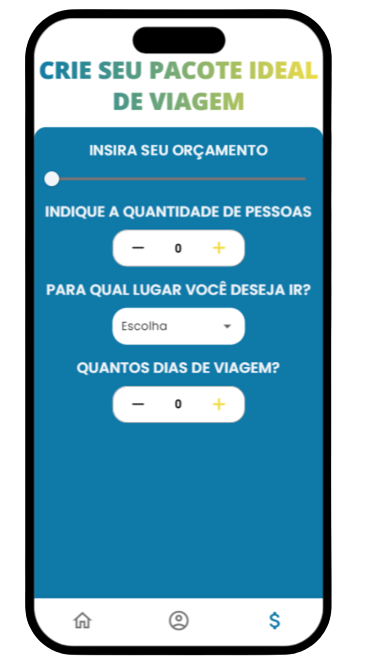 CRIE SEU PACOTE IDEAL
DE VIAGEM
INSIRA SEU ORÇAMENTO
INDIQUE A QUANTIDADE DE PESSOAS
− 0 +
PARA QUAL LUGAR VOCÊ DESEJA IR?
Escolha
QUANTOS DIAS DE VIAGEM?
− 0 +
$